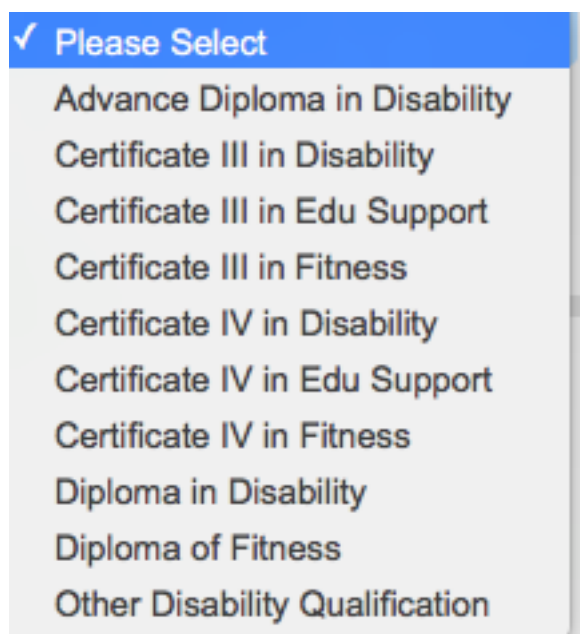 Please Select
Advance Diploma in Disability
Certificate III in Disability
Certificate III in Edu Support
Certificate III in Fitness
Certificate IV in Disability
Certificate IV in Edu Support
Certificate IV in Fitness
Diploma in Disability
Diploma of Fitness
Other Disability Qualification